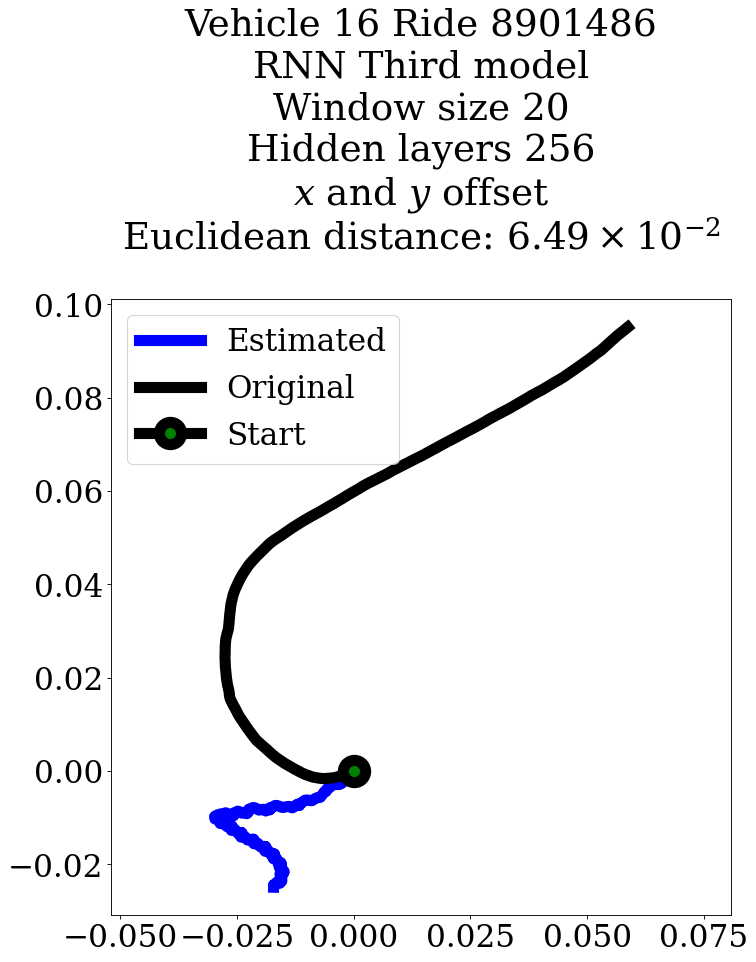 Vehicle 16 Ride 8901486
RNN Third model
Window size 20
Hidden layers 256
x and y offset
Euclidean distance: 6.49 × 10⁻²
0.10
0.08
0.06
0.04
0.02
0.00
−0.02
Estimated
Original
Start
−0.050 −0.025 0.000 0.025 0.050 0.075